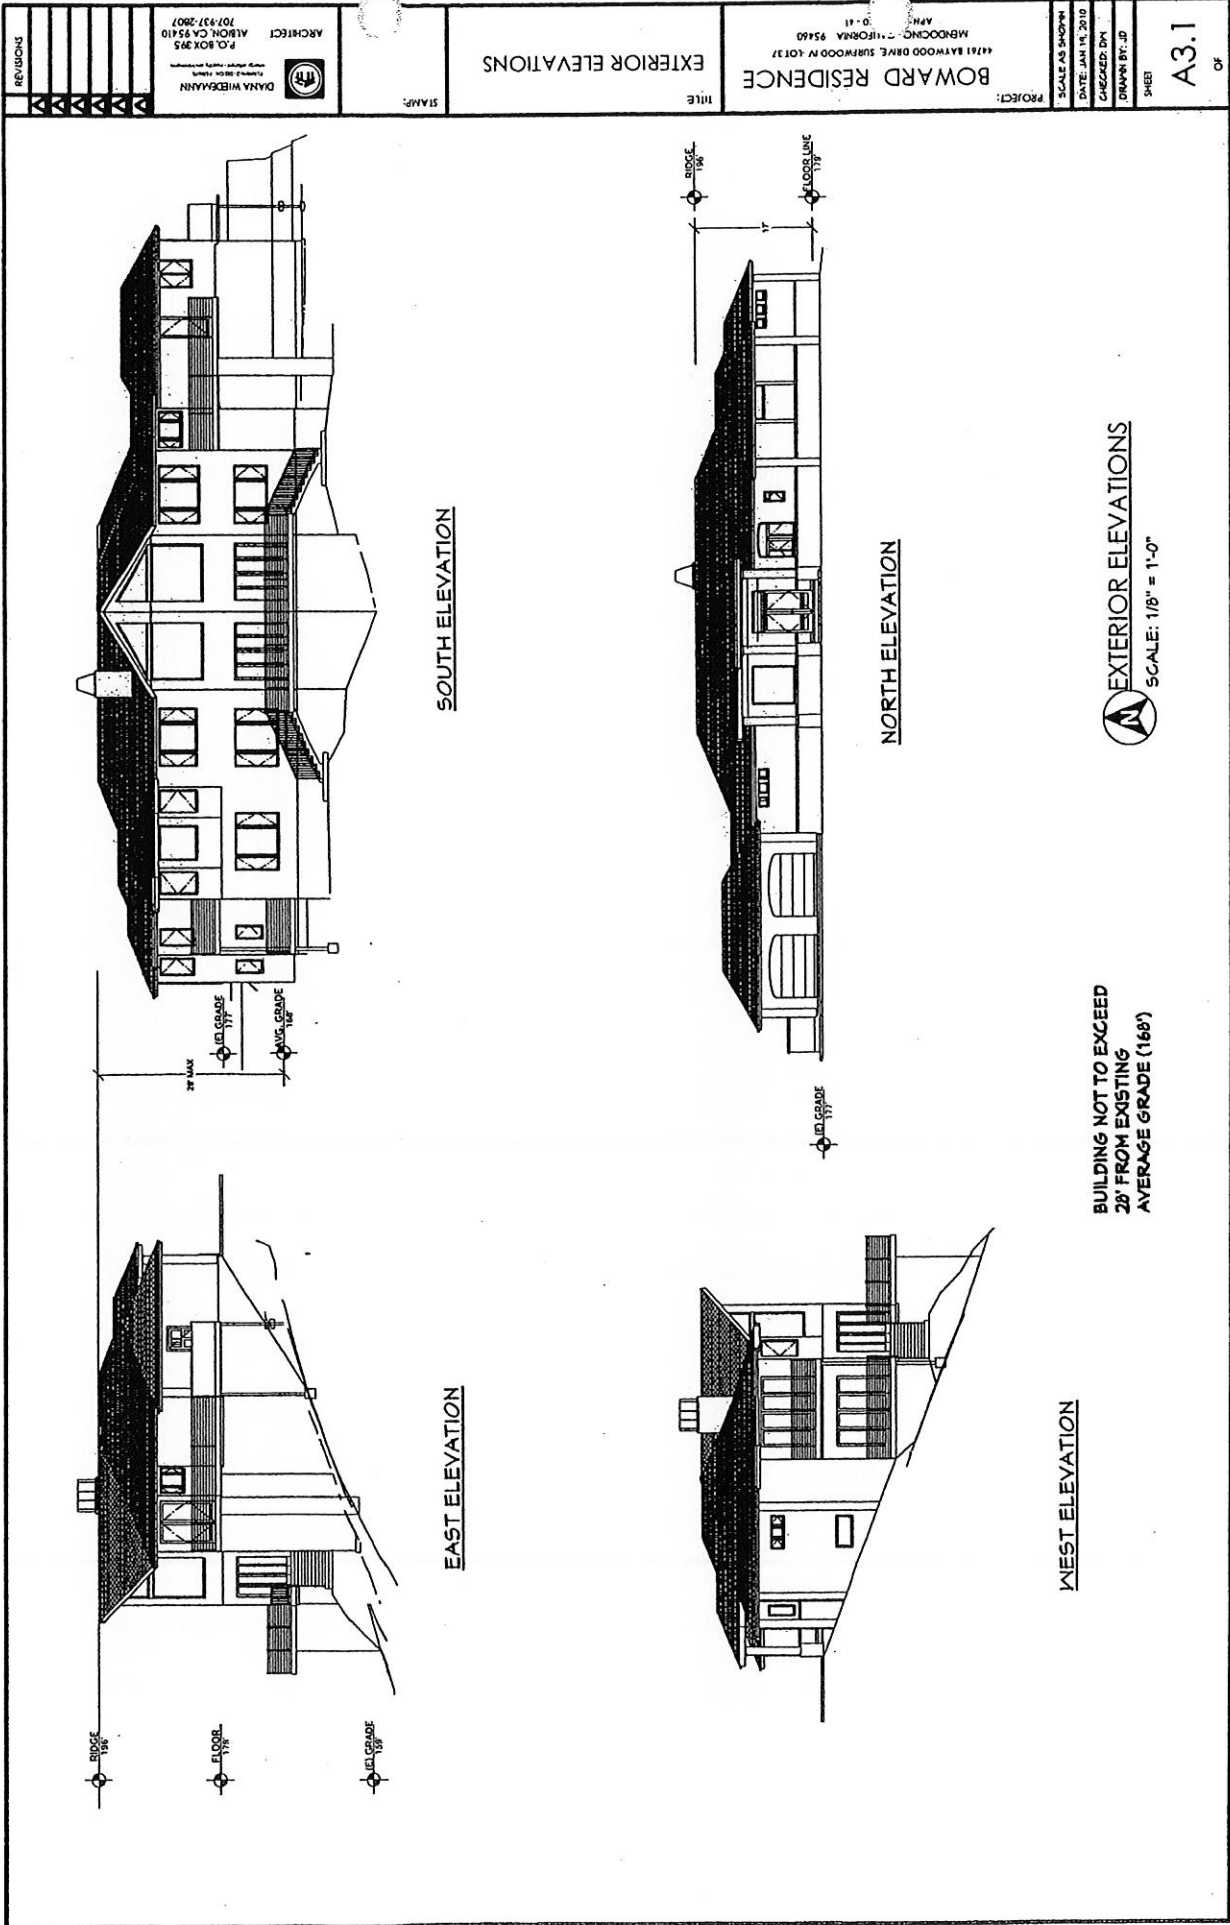 REVISIONS
DIANA WIEDEMANN
ARCHITECT
P.O. BOX 395
ALBION, CA 95410
707-937-2807
STAMP:
TITLE
EXTERIOR ELEVATIONS
PROJECT:
BOWARD RESIDENCE
44761 BAYWOOD DRIVE, SURFWOOD IV LOT 37
MENDOCINO, CALIFORNIA 95460
APN
SCALE AS SHOWN
DATE: JAN 19, 2010
CHECKED: DW
DRAWN BY: JD
SHEET
A3.1
OF
RIDGE
196'
FLOOR
179'
(E) GRADE
159'
EAST ELEVATION
28' MAX
(E) GRADE
177'
AVG. GRADE
168'
SOUTH ELEVATION
WEST ELEVATION
(E) GRADE
177'
NORTH ELEVATION
RIDGE
196'
17'
FLOOR LINE
179'
BUILDING NOT TO EXCEED
28' FROM EXISTING
AVERAGE GRADE (168')
N
EXTERIOR ELEVATIONS
SCALE: 1/8" = 1'-0"